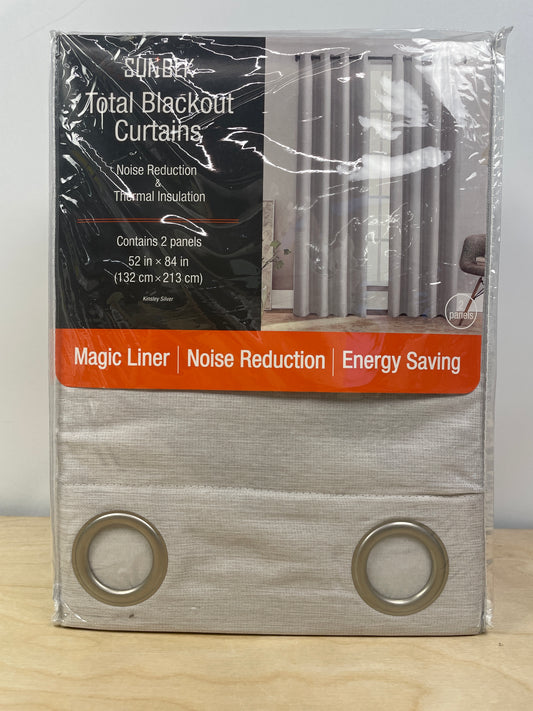 Total Blackout
Curtains
Noise Reduction
&
Thermal Insulation
Contains 2 panels
52 in × 84 in
(132 cm × 213 cm)
Kinsley Silver
2
panels
Magic Liner | Noise Reduction | Energy Saving